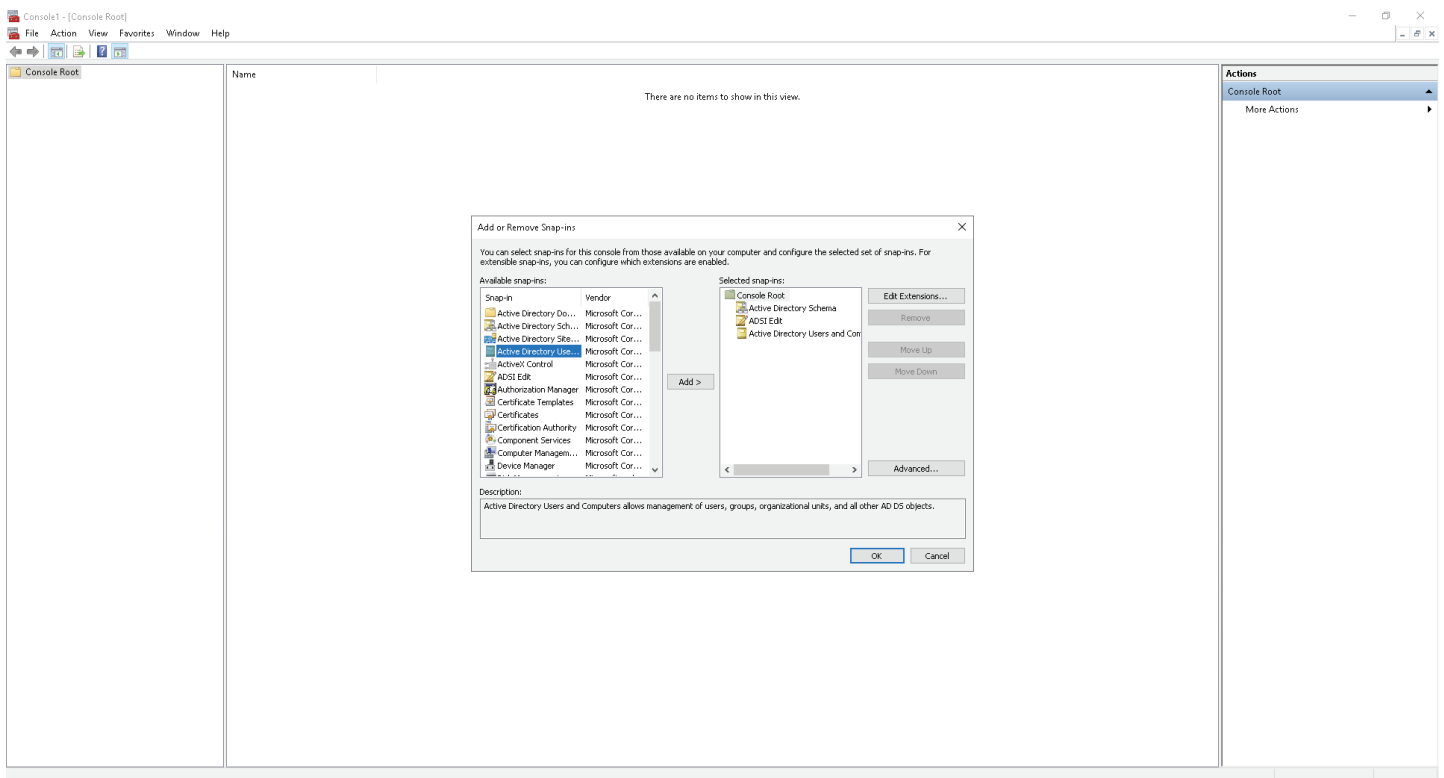 Console1 - [Console Root]
File Action View Favorites Window Help
Console Root
Name
There are no items to show in this view.
Actions
Console Root
More Actions
Add or Remove Snap-ins
You can select snap-ins for this console from those available on your computer and configure the selected set of snap-ins. For
extensible snap-ins, you can configure which extensions are enabled.
Available snap-ins:
Snap-in Vendor
Active Directory Do... Microsoft Cor...
Active Directory Sch... Microsoft Cor...
Active Directory Site... Microsoft Cor...
Active Directory Use... Microsoft Cor...
ActiveX Control Microsoft Cor...
ADSI Edit Microsoft Cor...
Authorization Manager Microsoft Cor...
Certificate Templates Microsoft Cor...
Certificates Microsoft Cor...
Certification Authority Microsoft Cor...
Component Services Microsoft Cor...
Computer Managem... Microsoft Cor...
Device Manager Microsoft Cor...
Add >
Selected snap-ins:
Console Root
Active Directory Schema
ADSI Edit
Active Directory Users and Com
Edit Extensions...
Remove
Move Up
Move Down
Advanced...
Description:
Active Directory Users and Computers allows management of users, groups, organizational units, and all other AD DS objects.
OK Cancel